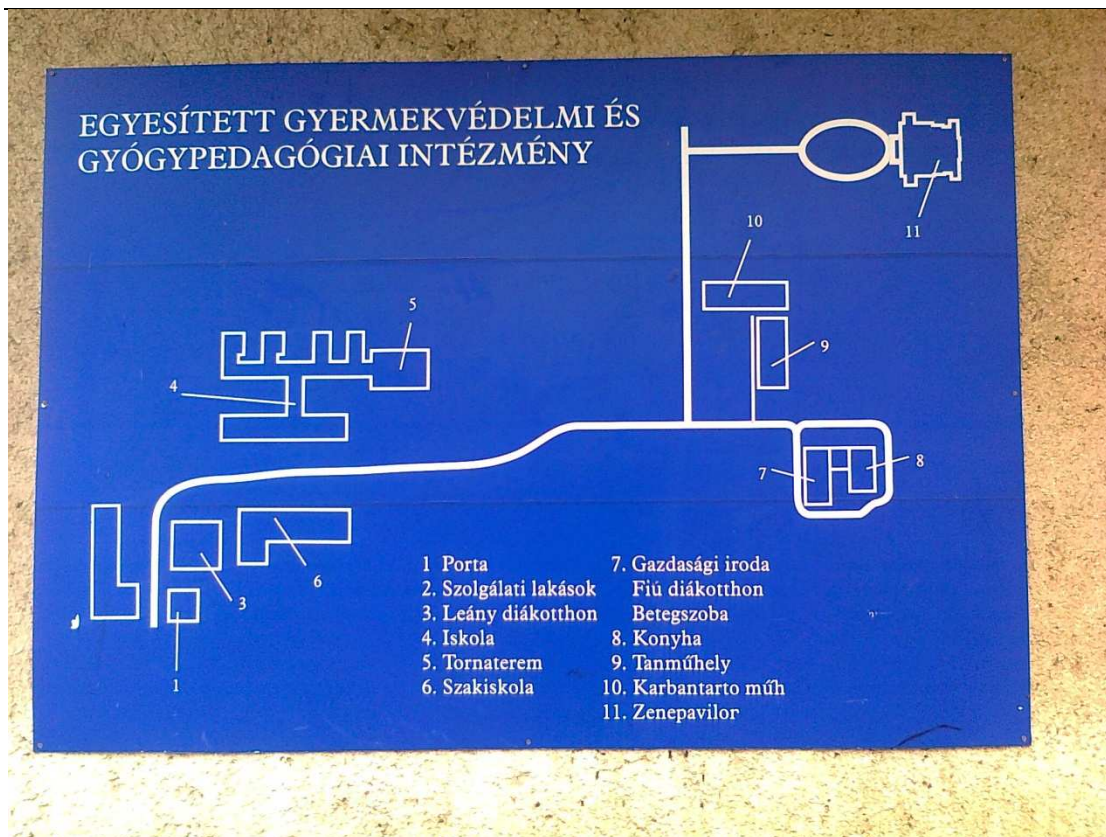 EGYESÍTETT GYERMEKVÉDELMI ÉS
GYÓGYPEDAGÓGIAI INTÉZMÉNY
11
10
5
9
4
7
8
6
3
1
1 Porta
2. Szolgálati lakások
3. Leány diákotthon
4. Iskola
5. Tornaterem
6. Szakiskola
7. Gazdasági iroda
Fiú diákotthon
Betegszoba
8. Konyha
9. Tanműhely
10. Karbantarto műh
11. Zenepavilor